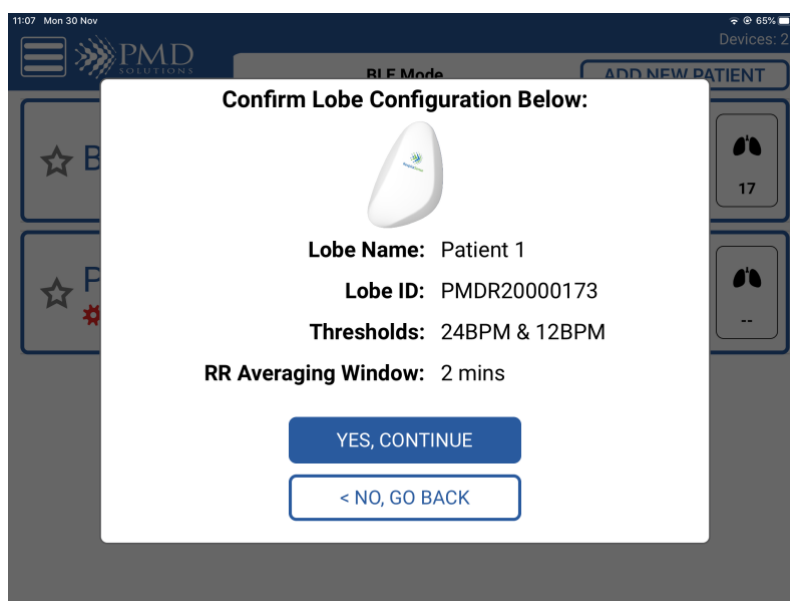 11:07 Mon 30 Nov
65%
Devices: 2
PMD
SOLUTIONS
BLE Mode
ADD NEW PATIENT
Confirm Lobe Configuration Below:
B
17
Lobe Name: Patient 1
Lobe ID: PMDR20000173
P
Thresholds: 24BPM & 12BPM
--
RR Averaging Window: 2 mins
YES, CONTINUE
< NO, GO BACK